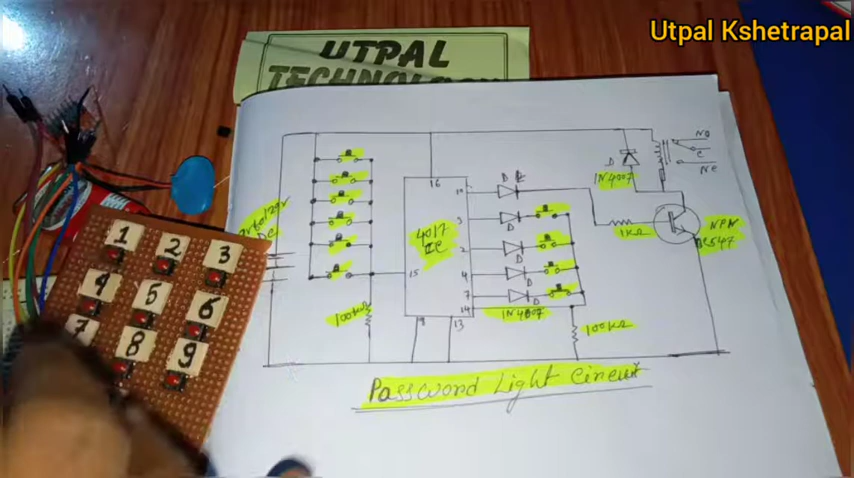 Utpal Kshetrapal
UTPAL
TECHNOLOGY
NO
C
NC
D
1N4007
16
10
D
3
D
4017
IC
2
D
4
D
7
D
15
14
8
13
1KΩ
NPN
100KΩ
1N4007
100KΩ
DC
1
2
3
4
5
6
7
8
9
Password Light Circuit